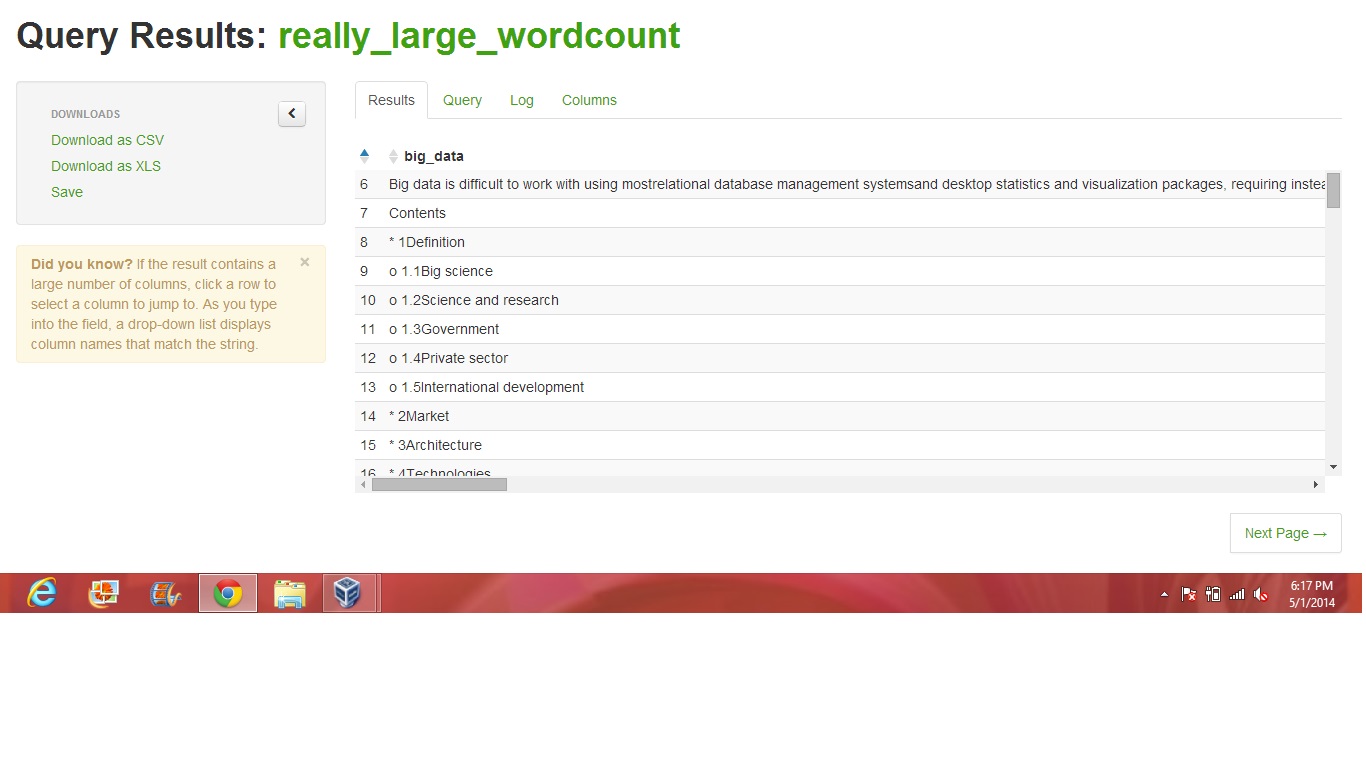 Query Results: really_large_wordcount
DOWNLOADS
Download as CSV
Download as XLS
Save
Did you know? If the result contains a
large number of columns, click a row to
select a column to jump to. As you type
into the field, a drop-down list displays
column names that match the string.
×
Results Query Log Columns
big_data
6 Big data is difficult to work with using mostrelational database management systemsand desktop statistics and visualization packages, requiring instea
7 Contents
8 * 1Definition
9 o 1.1Big science
10 o 1.2Science and research
11 o 1.3Government
12 o 1.4Private sector
13 o 1.5International development
14 * 2Market
15 * 3Architecture
16 * 4Technologies
Next Page →
6:17 PM
5/1/2014